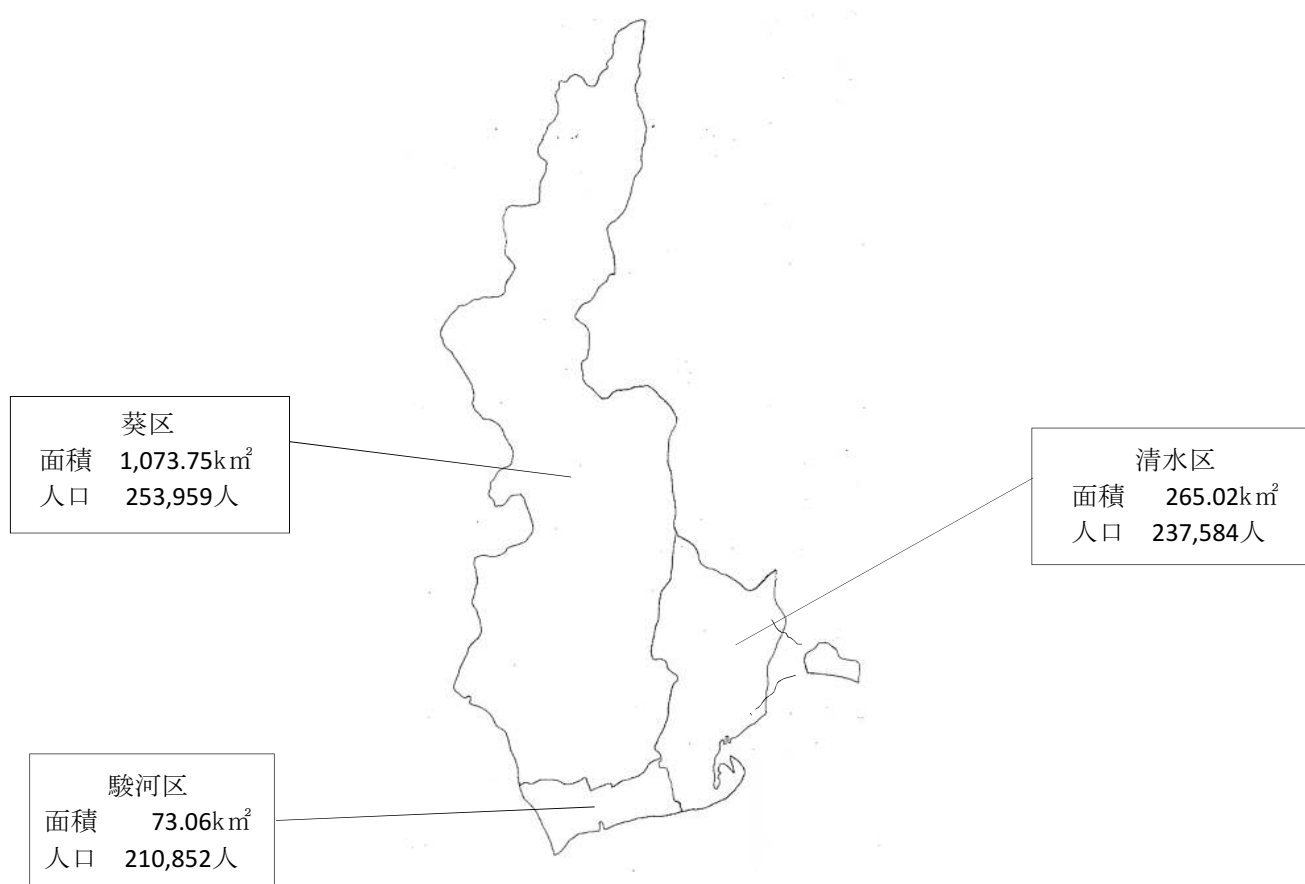 葵区
面積 1,073.75k㎡
人口 253,959人
清水区
面積 265.02k㎡
人口 237,584人
駿河区
面積 73.06k㎡
人口 210,852人